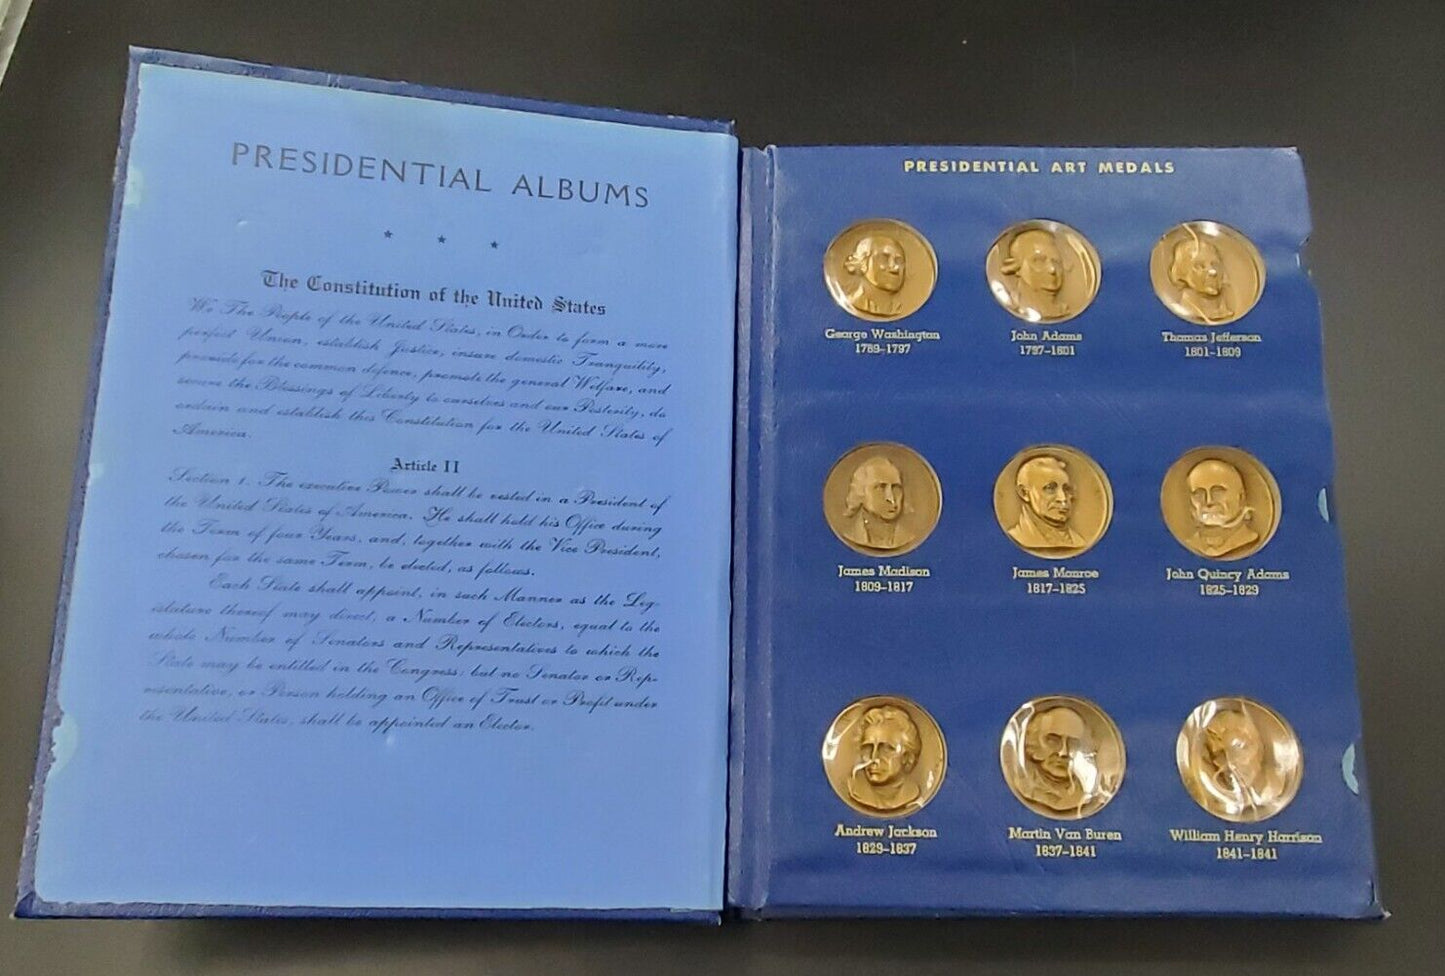 PRESIDENTIAL ALBUMS
The Constitution of the United States
We The People of the United States, in Order to form a more
perfect Union, establish Justice, insure domestic Tranquility,
provide for the common defence, promote the general Welfare, and
secure the Blessings of Liberty to ourselves and our Posterity, do
ordain and establish this Constitution for the United States of
America.
Article II
Section 1. The executive Power shall be vested in a President of
the United States of America. He shall hold his Office during
the Term of four Years, and, together with the Vice President,
chosen for the same Term, be elected, as follows.
Each State shall appoint, in such Manner as the Leg-
islature thereof may direct, a Number of Electors, equal to the
whole Number of Senators and Representatives to which the
State may be entitled in the Congress: but no Senator or Rep-
resentative, or Person holding an Office of Trust or Profit under
the United States, shall be appointed an Elector.
PRESIDENTIAL ART MEDALS
George Washington
1789-1797
John Adams
1797-1801
Thomas Jefferson
1801-1809
James Madison
1809-1817
James Monroe
1817-1825
John Quincy Adams
1825-1829
Andrew Jackson
1829-1837
Martin Van Buren
1837-1841
William Henry Harrison
1841-1841